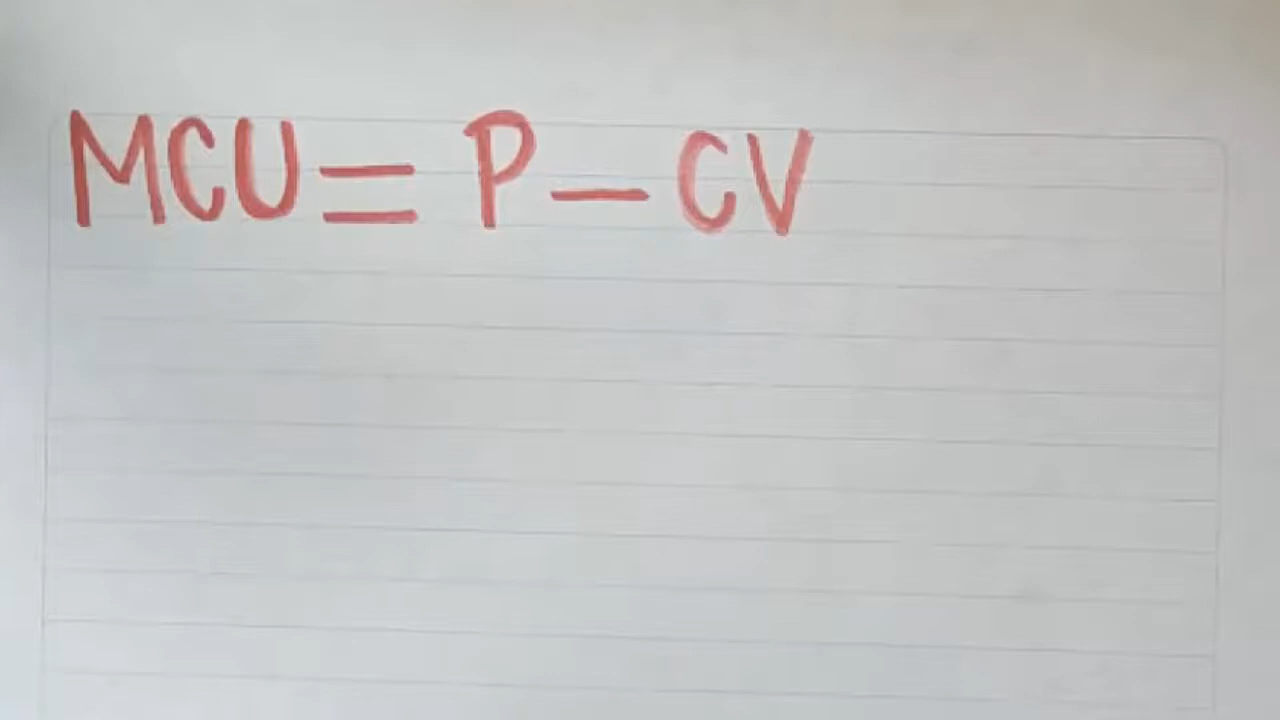 MCU = P - CV